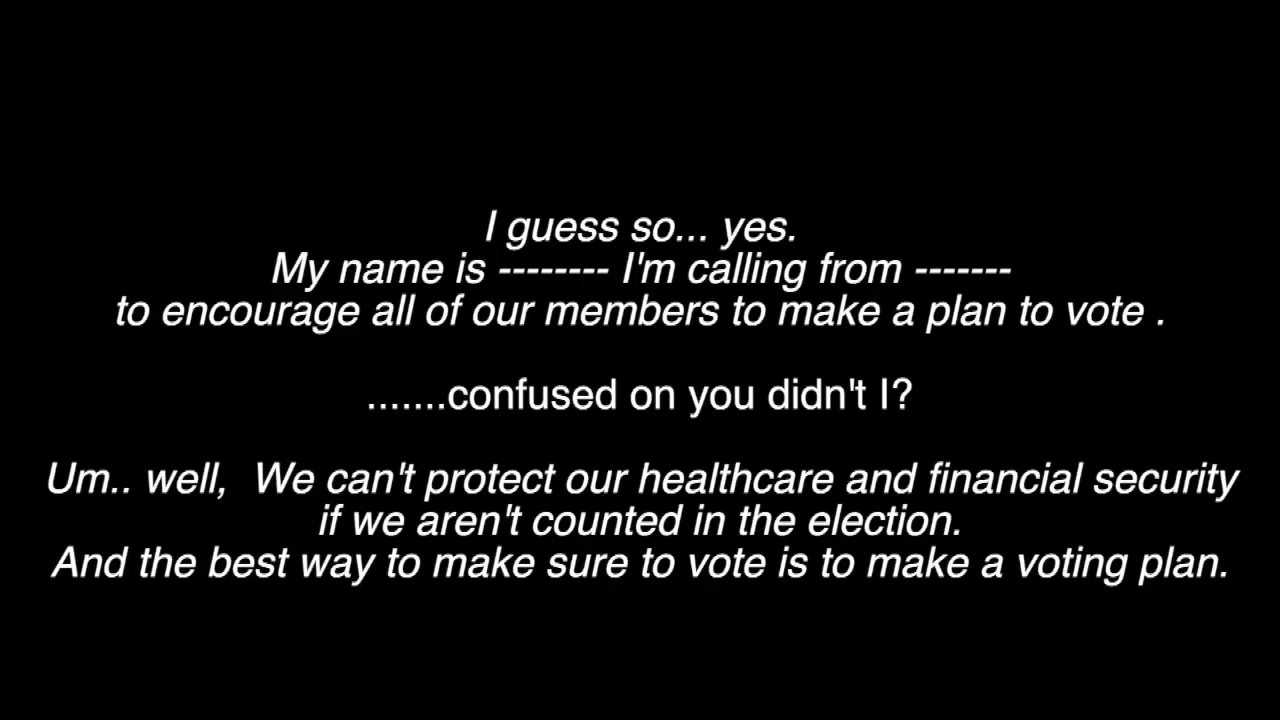 I guess so... yes.
My name is -------- I'm calling from -------
to encourage all of our members to make a plan to vote .
.......confused on you didn't I?
Um.. well,  We can't protect our healthcare and financial security
if we aren't counted in the election.
And the best way to make sure to vote is to make a voting plan.